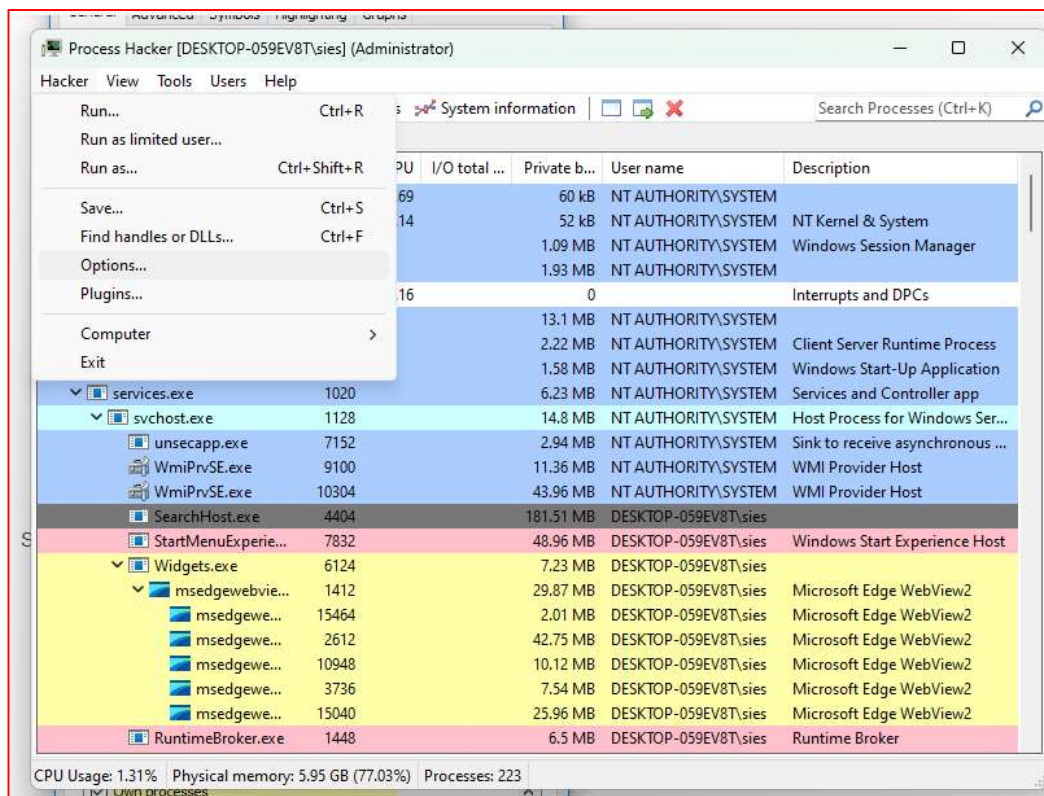 General Advanced Symbols Highlighting Graphs
Process Hacker [DESKTOP-059EV8T\sies] (Administrator)
Hacker View Tools Users Help
Run... Ctrl+R s System information Search Processes (Ctrl+K)
Run as limited user...
Run as... Ctrl+Shift+R PU I/O total ... Private b... User name Description
69 60 kB NT AUTHORITY\SYSTEM
Save... Ctrl+S .14 52 kB NT AUTHORITY\SYSTEM NT Kernel & System
Find handles or DLLs... Ctrl+F 1.09 MB NT AUTHORITY\SYSTEM Windows Session Manager
Options... 1.93 MB NT AUTHORITY\SYSTEM
Plugins... .16 0 Interrupts and DPCs
13.1 MB NT AUTHORITY\SYSTEM
Computer > 2.22 MB NT AUTHORITY\SYSTEM Client Server Runtime Process
Exit 1.58 MB NT AUTHORITY\SYSTEM Windows Start-Up Application
services.exe 1020 6.23 MB NT AUTHORITY\SYSTEM Services and Controller app
svchost.exe 1128 14.8 MB NT AUTHORITY\SYSTEM Host Process for Windows Ser...
unsecapp.exe 7152 2.94 MB NT AUTHORITY\SYSTEM Sink to receive asynchronous ...
WmiPrvSE.exe 9100 11.36 MB NT AUTHORITY\SYSTEM WMI Provider Host
WmiPrvSE.exe 10304 43.96 MB NT AUTHORITY\SYSTEM WMI Provider Host
SearchHost.exe 4404 181.51 MB DESKTOP-059EV8T\sies
S StartMenuExperie... 7832 48.96 MB DESKTOP-059EV8T\sies Windows Start Experience Host
Widgets.exe 6124 7.23 MB DESKTOP-059EV8T\sies
msedgewebvie... 1412 29.87 MB DESKTOP-059EV8T\sies Microsoft Edge WebView2
msedgewe... 15464 2.01 MB DESKTOP-059EV8T\sies Microsoft Edge WebView2
msedgewe... 2612 42.75 MB DESKTOP-059EV8T\sies Microsoft Edge WebView2
msedgewe... 10948 10.12 MB DESKTOP-059EV8T\sies Microsoft Edge WebView2
msedgewe... 3736 7.54 MB DESKTOP-059EV8T\sies Microsoft Edge WebView2
msedgewe... 15040 25.96 MB DESKTOP-059EV8T\sies Microsoft Edge WebView2
RuntimeBroker.exe 1448 6.5 MB DESKTOP-059EV8T\sies Runtime Broker
CPU Usage: 1.31% Physical memory: 5.95 GB (77.03%) Processes: 223
Own processes